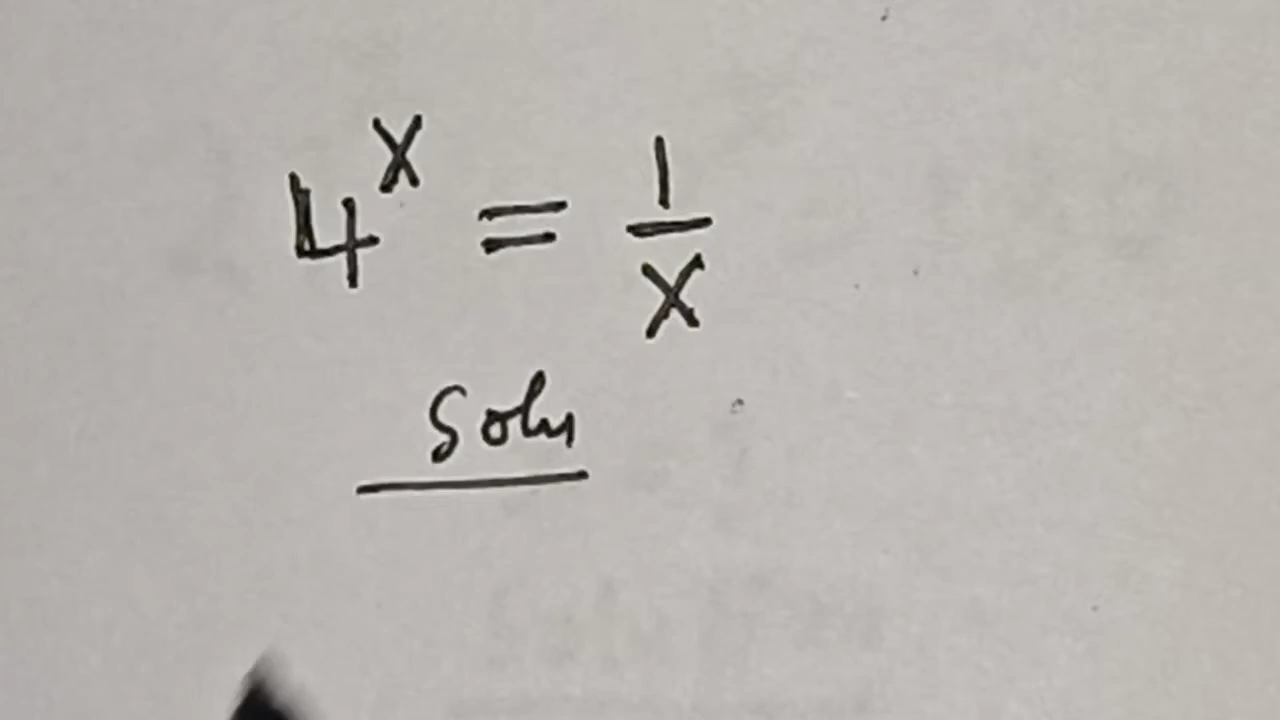 4^x = 1/x
Soln